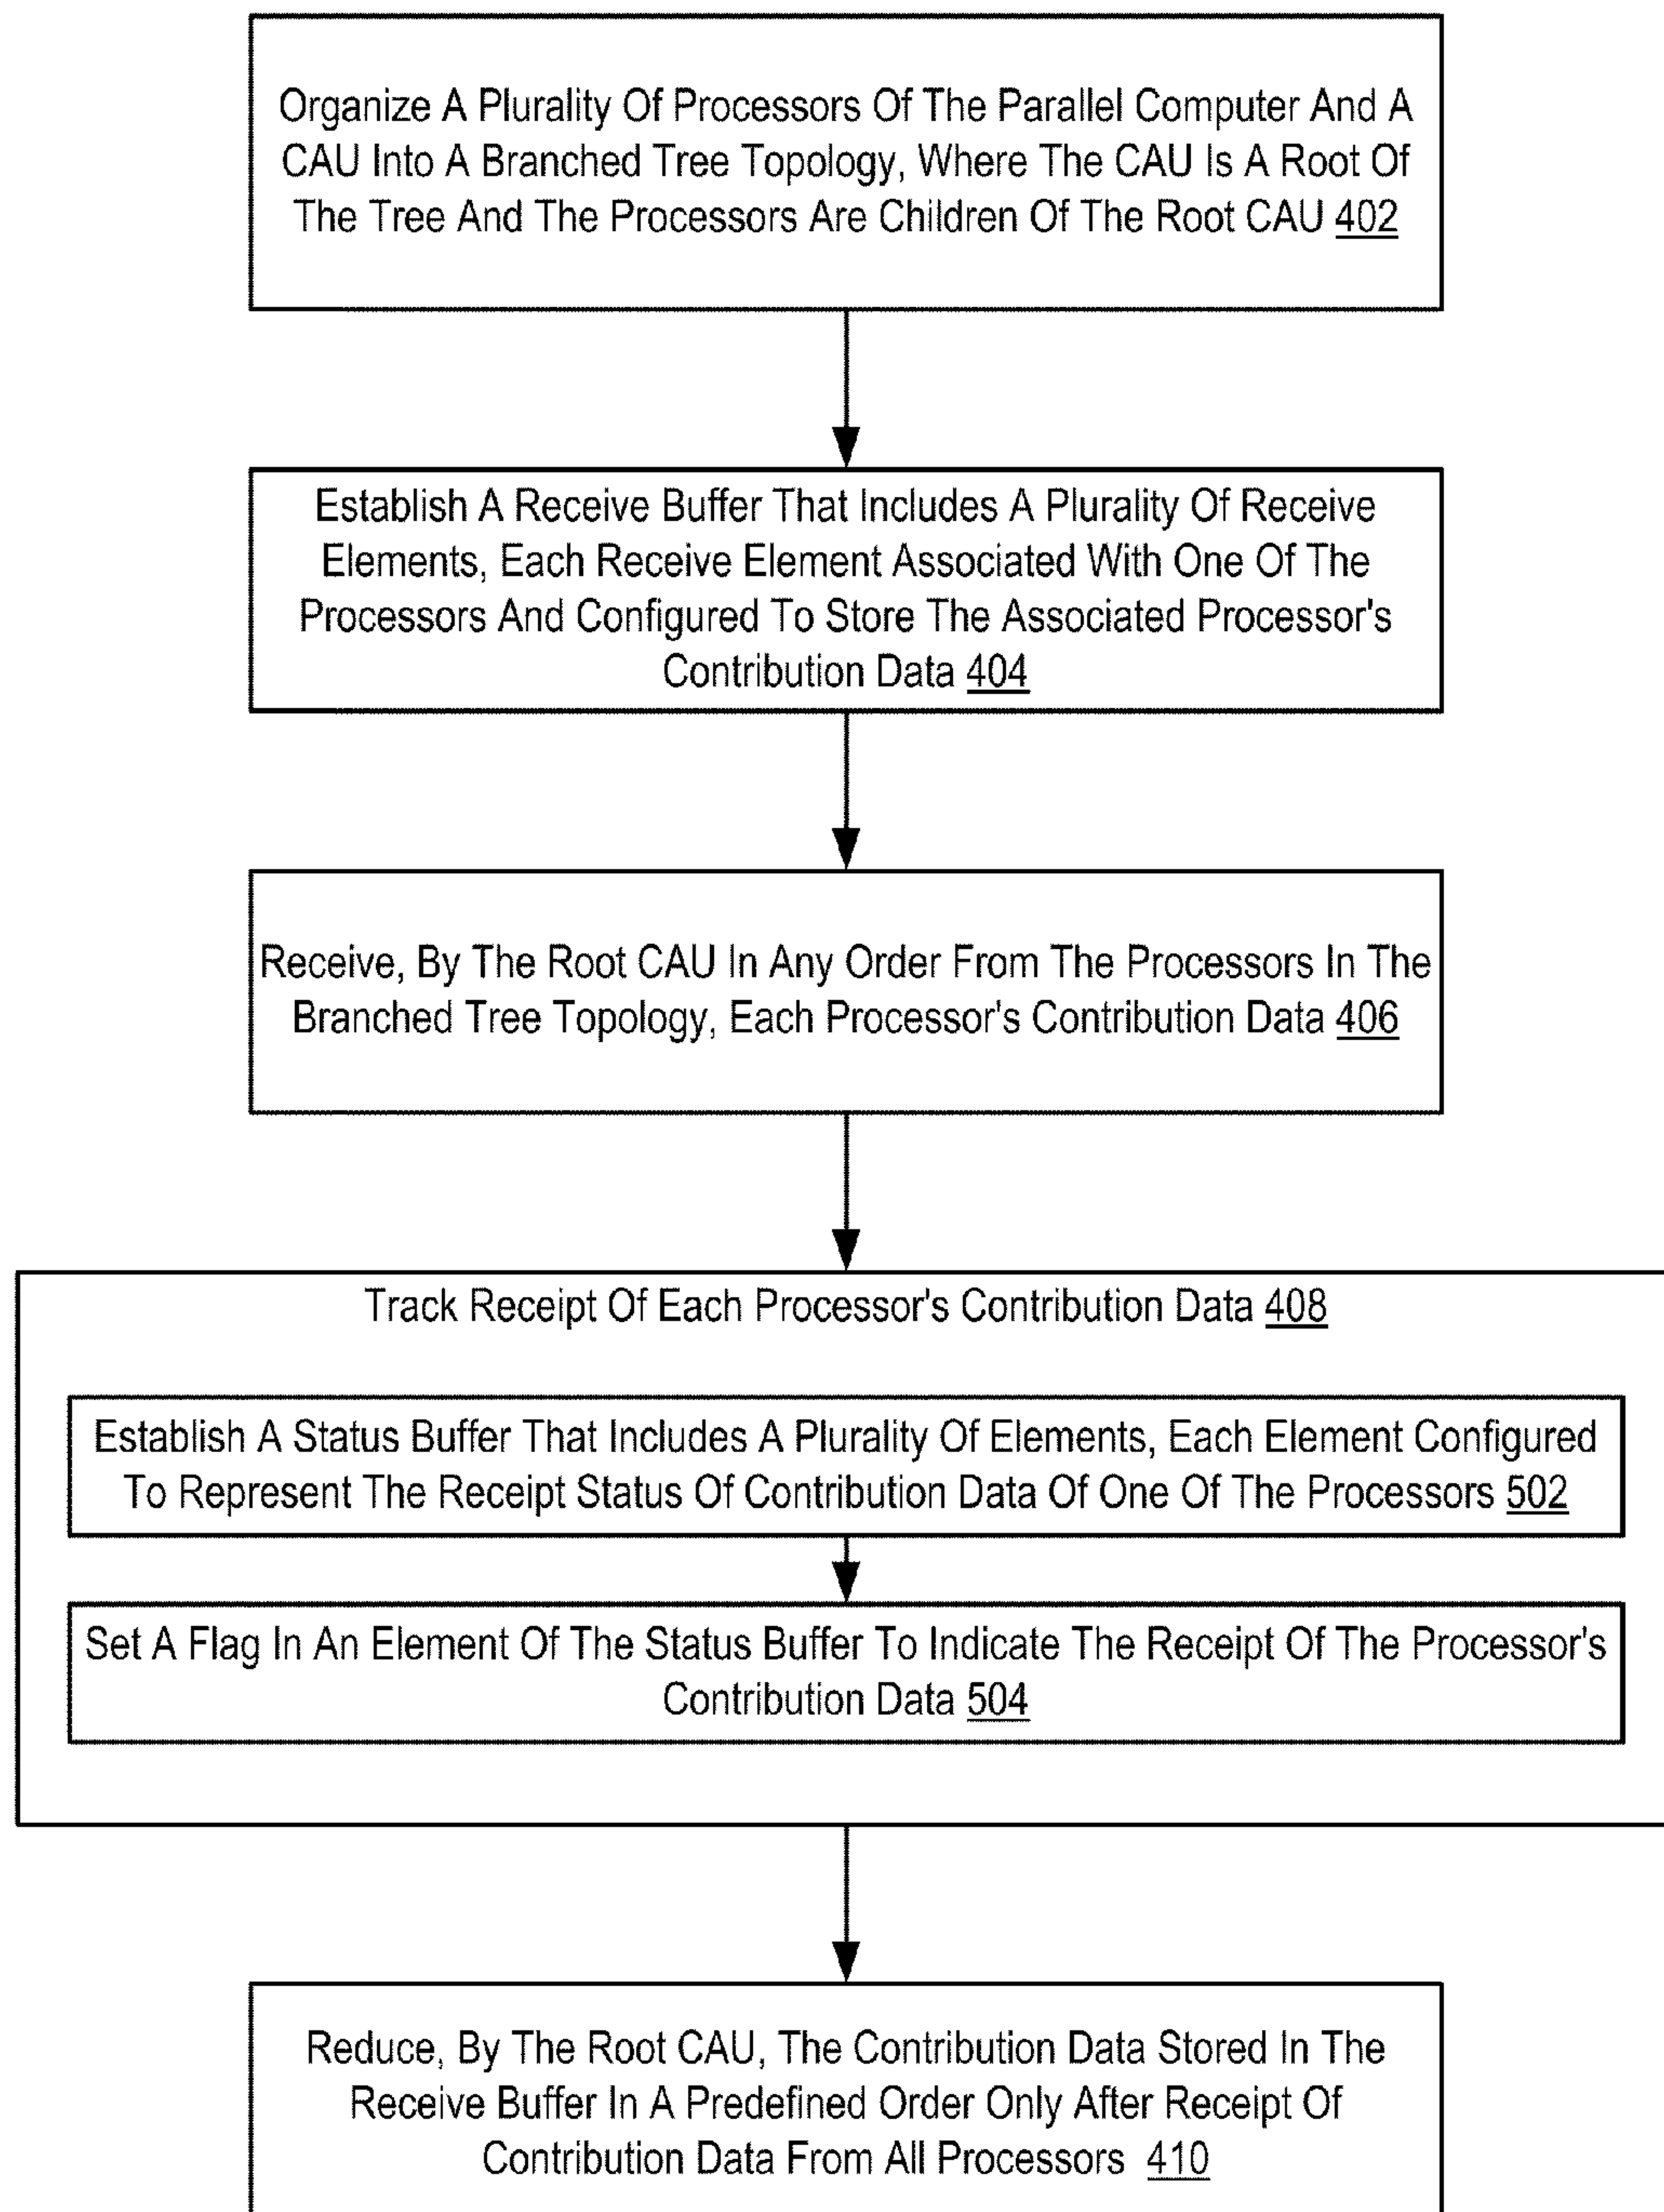 Organize A Plurality Of Processors Of The Parallel Computer And A
CAU Into A Branched Tree Topology, Where The CAU Is A Root Of
The Tree And The Processors Are Children Of The Root CAU 402
Establish A Receive Buffer That Includes A Plurality Of Receive
Elements, Each Receive Element Associated With One Of The
Processors And Configured To Store The Associated Processor's
Contribution Data 404
Receive, By The Root CAU In Any Order From The Processors In The
Branched Tree Topology, Each Processor's Contribution Data 406
Track Receipt Of Each Processor's Contribution Data 408
Establish A Status Buffer That Includes A Plurality Of Elements, Each Element Configured
To Represent The Receipt Status Of Contribution Data Of One Of The Processors 502
Set A Flag In An Element Of The Status Buffer To Indicate The Receipt Of The Processor's
Contribution Data 504
Reduce, By The Root CAU, The Contribution Data Stored In The
Receive Buffer In A Predefined Order Only After Receipt Of
Contribution Data From All Processors 410